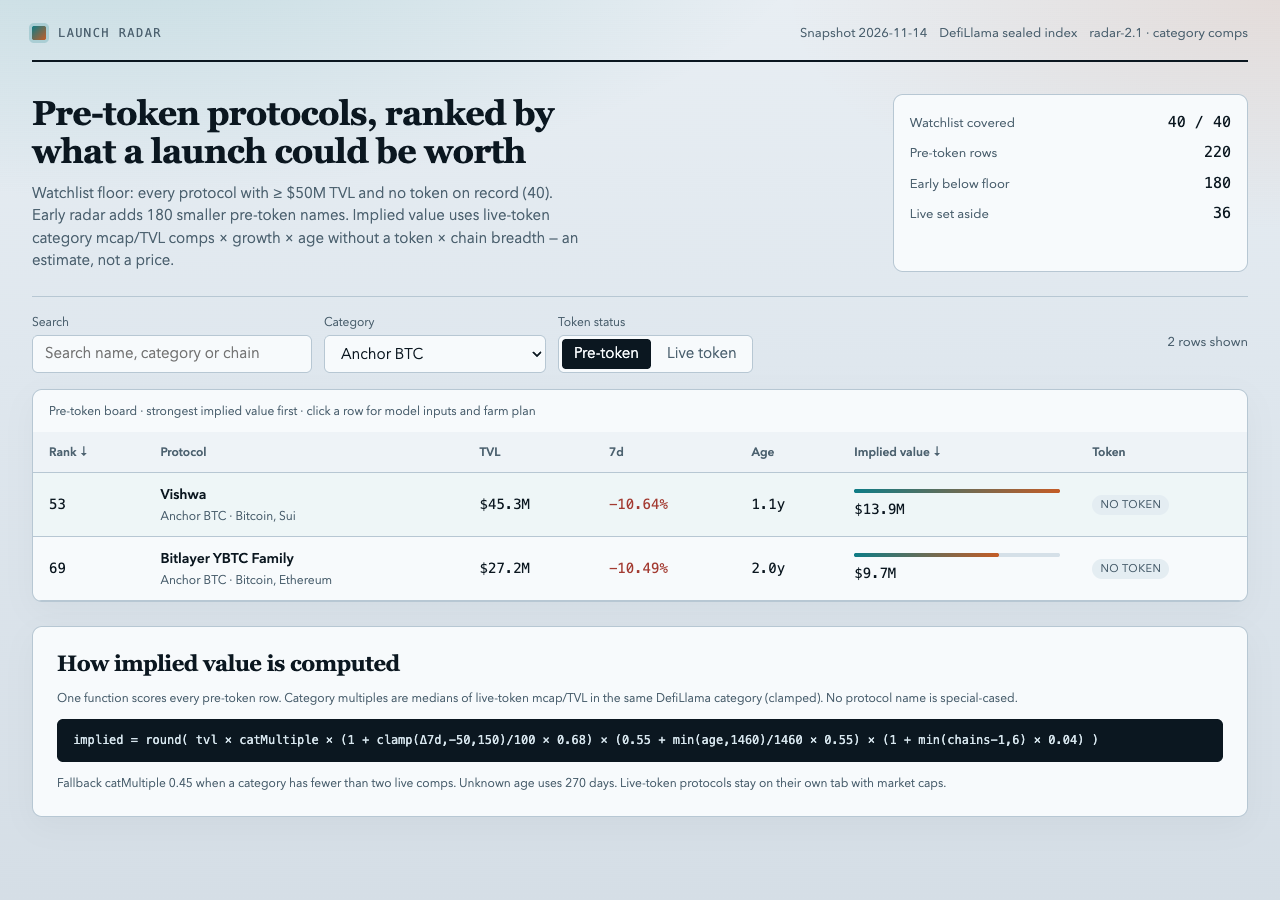 LAUNCH RADAR
Snapshot 2026-11-14 DefiLlama sealed index radar-2.1 · category comps
Pre-token protocols, ranked by
what a launch could be worth
Watchlist floor: every protocol with ≥ $50M TVL and no token on record (40).
Early radar adds 180 smaller pre-token names. Implied value uses live-token
category mcap/TVL comps × growth × age without a token × chain breadth — an
estimate, not a price.
Watchlist covered 40 / 40
Pre-token rows 220
Early below floor 180
Live set aside 36
Search Category Token status
Search name, category or chain Anchor BTC Pre-token Live token
2 rows shown
Pre-token board · strongest implied value first · click a row for model inputs and farm plan
Rank ↓ Protocol TVL 7d Age Implied value ↓ Token
53 Vishwa $45.3M −10.64% 1.1y $13.9M NO TOKEN
Anchor BTC · Bitcoin, Sui
69 Bitlayer YBTC Family $27.2M −10.49% 2.0y $9.7M NO TOKEN
Anchor BTC · Bitcoin, Ethereum
How implied value is computed
One function scores every pre-token row. Category multiples are medians of live-token mcap/TVL in the same DefiLlama category (clamped). No protocol name is special-cased.
implied = round( tvl × catMultiple × (1 + clamp(Δ7d,−50,150)/100 × 0.68) × (0.55 + min(age,1460)/1460 × 0.55) × (1 + min(chains−1,6) × 0.04) )
Fallback catMultiple 0.45 when a category has fewer than two live comps. Unknown age uses 270 days. Live-token protocols stay on their own tab with market caps.